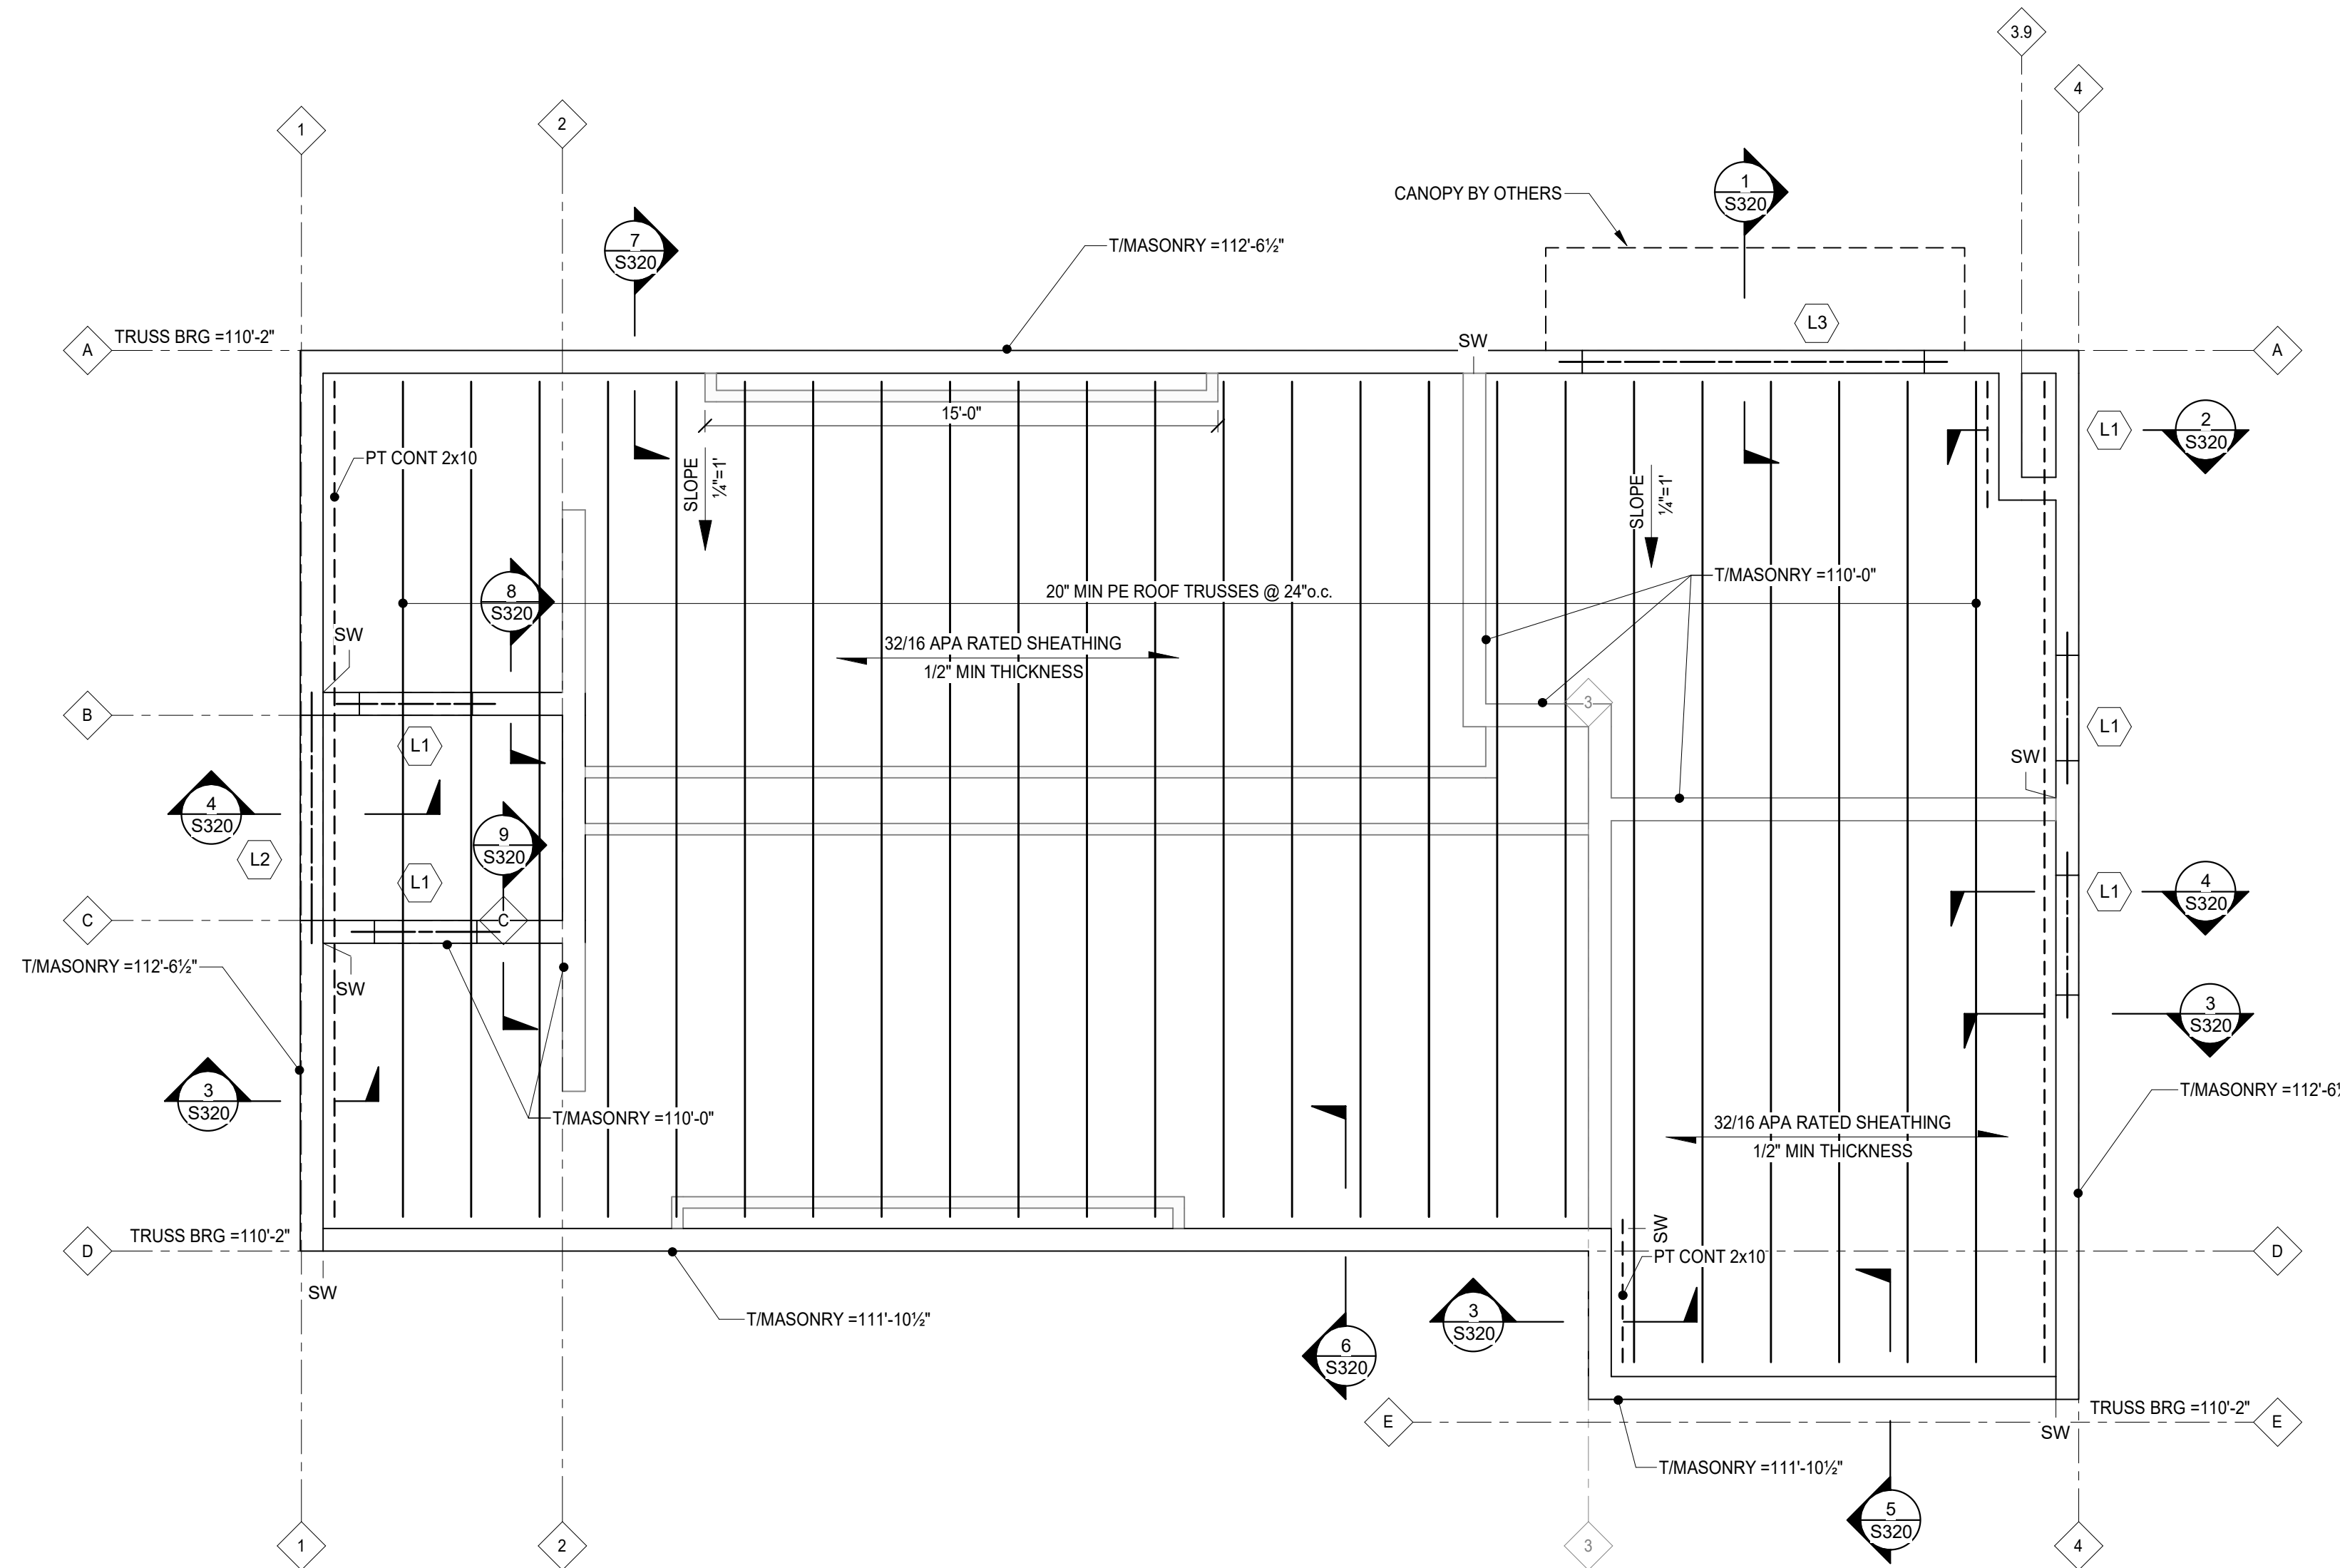 3.9
4
2
1
1
S320
CANOPY BY OTHERS
7
S320
T/MASONRY =112'-6½"
L3
TRUSS BRG =110'-2"
SW
A
A
15'-0"
L1
2
S320
PT CONT 2x10
SLOPE
¼"=1'
SLOPE
¼"=1'
T/MASONRY =110'-0"
20" MIN PE ROOF TRUSSES @ 24"o.c.
8
S320
SW
32/16 APA RATED SHEATHING
1/2" MIN THICKNESS
3
B
L1
L1
SW
4
S320
9
S320
L2
L1
L1
4
S320
C
C
T/MASONRY =112'-6½"
SW
3
S320
3
S320
T/MASONRY =110'-0"
T/MASONRY =112'-6½
32/16 APA RATED SHEATHING
1/2" MIN THICKNESS
TRUSS BRG =110'-2"
SW
D
PT CONT 2x10
D
SW
T/MASONRY =111'-10½"
3
S320
6
S320
E
TRUSS BRG =110'-2"
E
SW
T/MASONRY =111'-10½"
5
S320
1
2
3
4